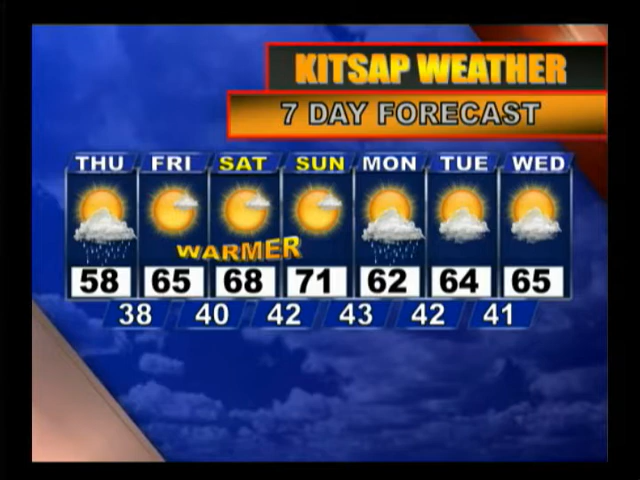 KITSAP WEATHER
7 DAY FORECAST
THU FRI SAT SUN MON TUE WED
WARMER
58 65 68 71 62 64 65
38 40 42 43 42 41